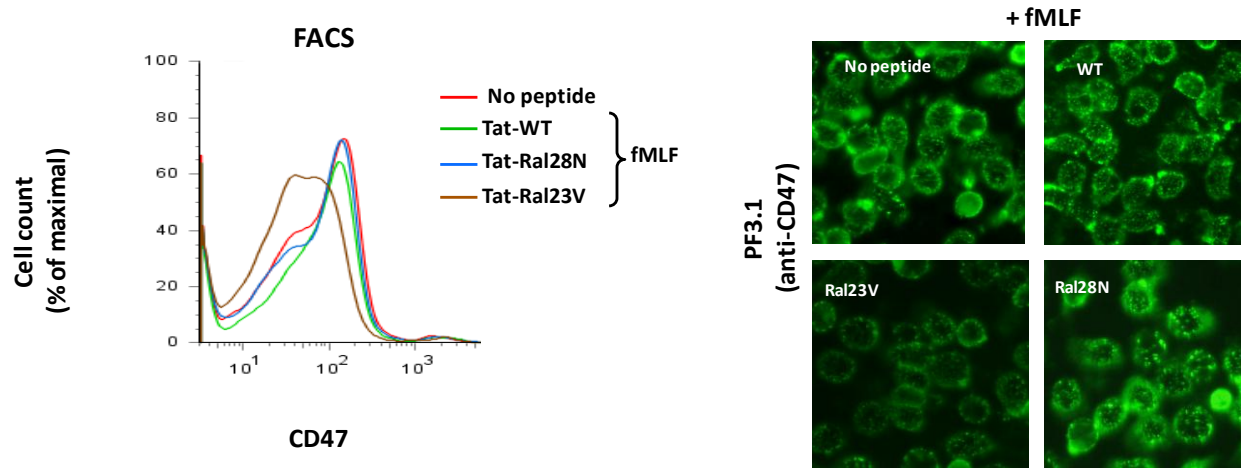 FACS
Cell count
(% of maximal)
100
80
60
40
20
0
10¹
10²
10³
CD47
No peptide
Tat-WT
Tat-Ral28N
Tat-Ral23V
fMLF
+ fMLF
PF3.1
(anti-CD47)
No peptide
WT
Ral23V
Ral28N